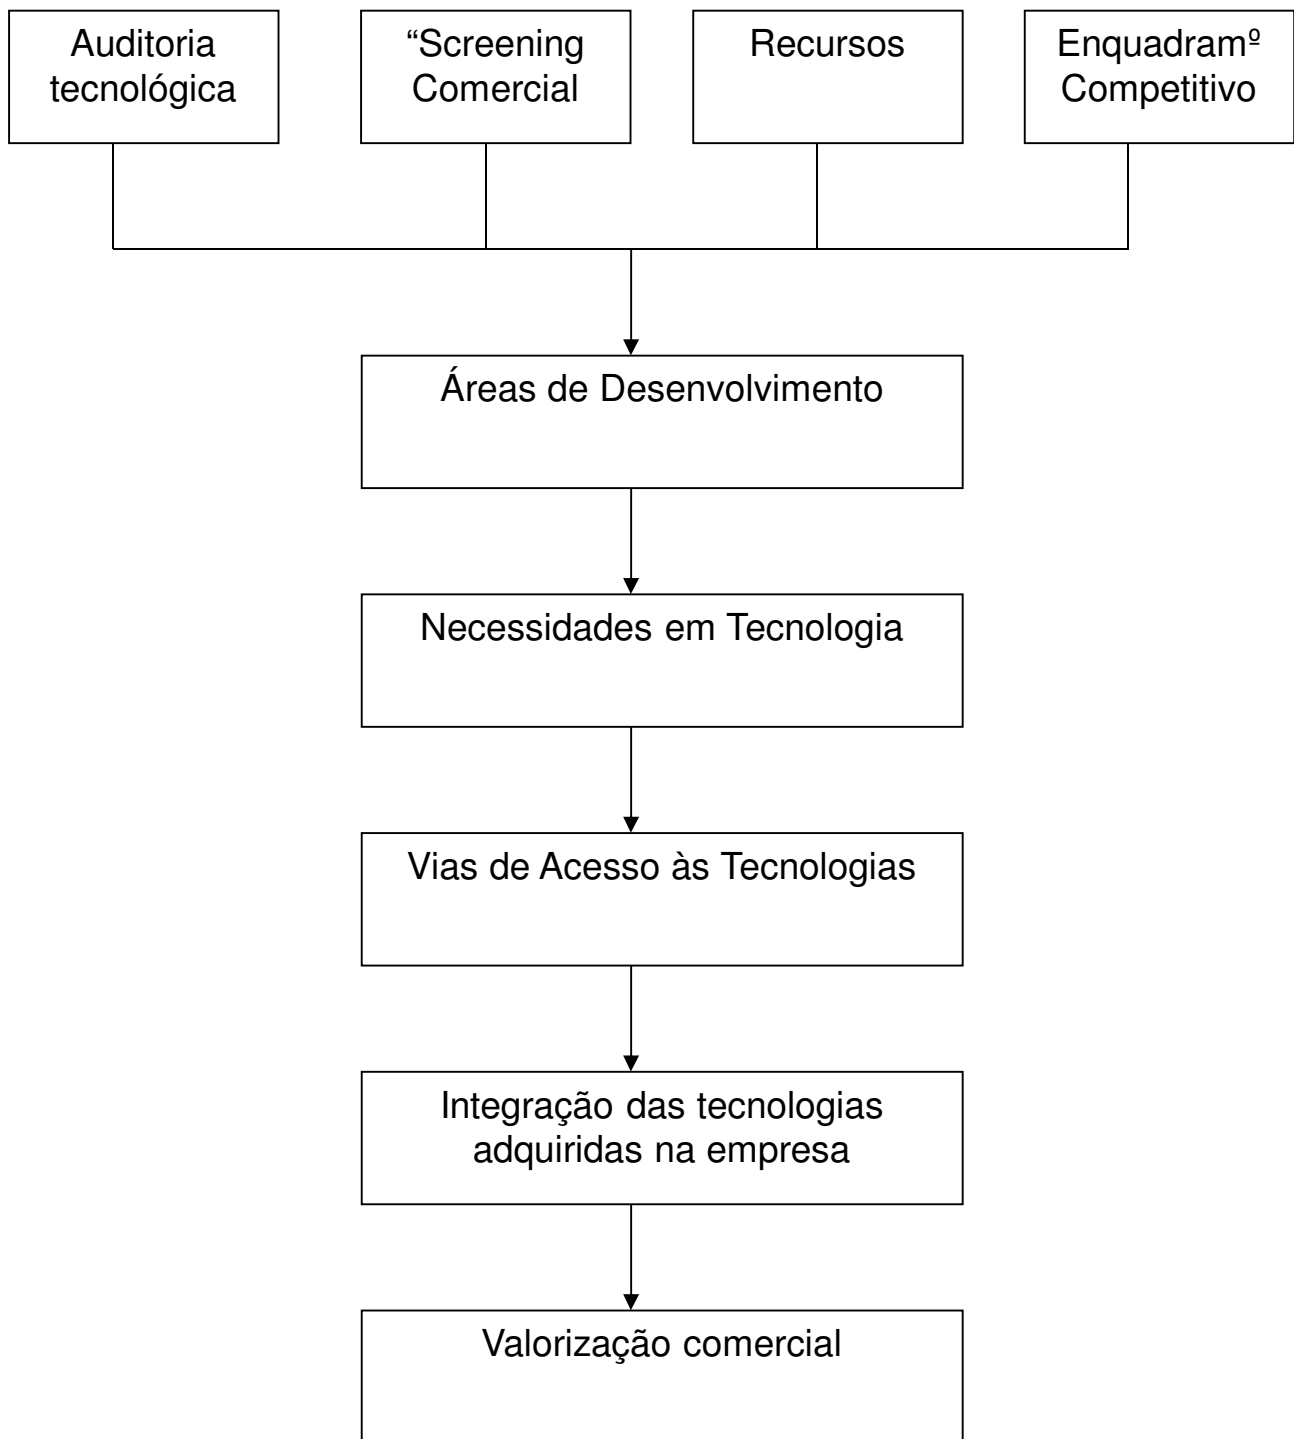 Auditoria
tecnológica
“Screening
Comercial
Recursos
Enquadramº
Competitivo
Áreas de Desenvolvimento
Necessidades em Tecnologia
Vias de Acesso às Tecnologias
Integração das tecnologias
adquiridas na empresa
Valorização comercial